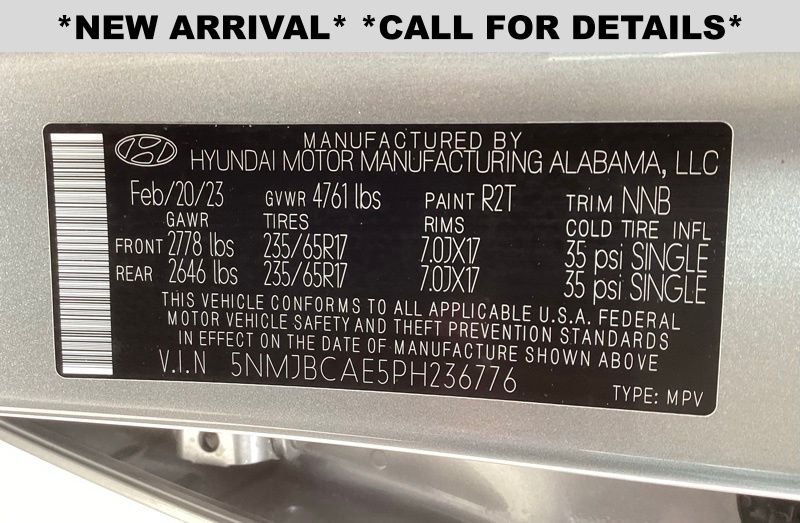 *NEW ARRIVAL* *CALL FOR DETAILS*
MANUFACTURED BY
HYUNDAI MOTOR MANUFACTURING ALABAMA, LLC
Feb/20/23 GVWR 4761 lbs PAINT R2T TRIM NNB
GAWR TIRES RIMS COLD TIRE INFL
FRONT 2778 lbs 235/65R17 7.0JX17 35 psi SINGLE
REAR 2646 lbs 235/65R17 7.0JX17 35 psi SINGLE
THIS VEHICLE CONFORMS TO ALL APPLICABLE U.S.A. FEDERAL
MOTOR VEHICLE SAFETY AND THEFT PREVENTION STANDARDS
IN EFFECT ON THE DATE OF MANUFACTURE SHOWN ABOVE
V.I.N 5NMJBCAE5PH236776
TYPE: MPV